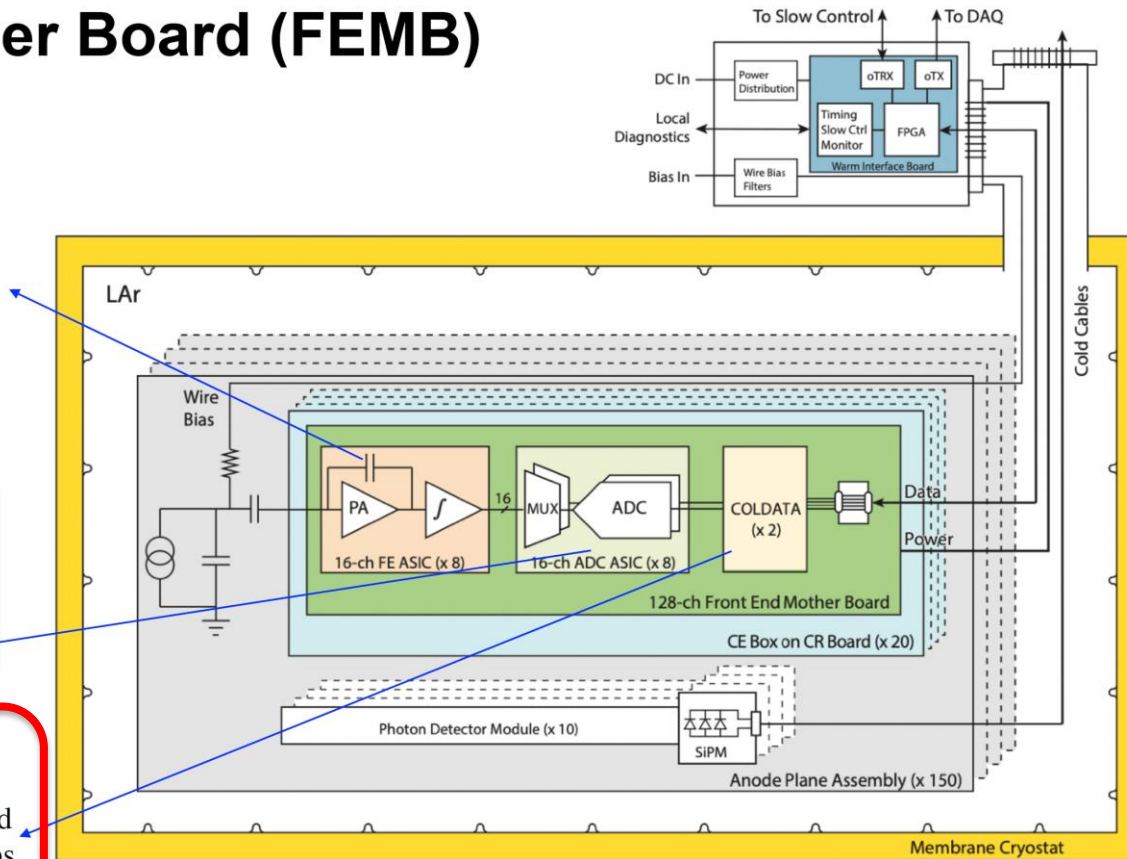 er Board (FEMB)
To Slow Control
To DAQ
DC In
Power
Distribution
oTRX
oTX
Local
Diagnostics
Timing
Slow Ctrl
Monitor
FPGA
Warm Interface Board
Bias In
Wire Bias
Filters
LAr
Cold Cables
Wire
Bias
PA
∫
16
MUX
ADC
COLDATA
(x 2)
Data
Power
16-ch FE ASIC (x 8)
16-ch ADC ASIC (x 8)
128-ch Front End Mother Board
CE Box on CR Board (x 20)
Photon Detector Module (x 10)
SiPM
Anode Plane Assembly (x 150)
d
os
Membrane Cryostat